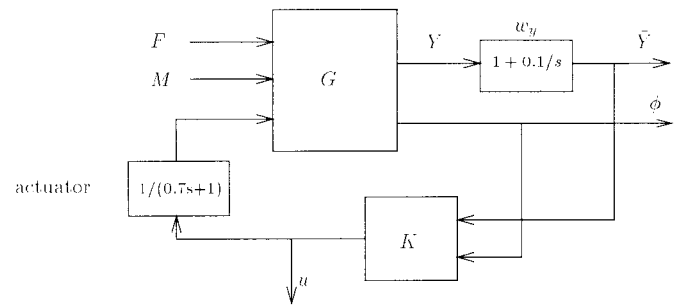 F
M
G
Y
w_y
1 + 0.1/s
Ȳ
ϕ
actuator
1/(0.7s+1)
K
u